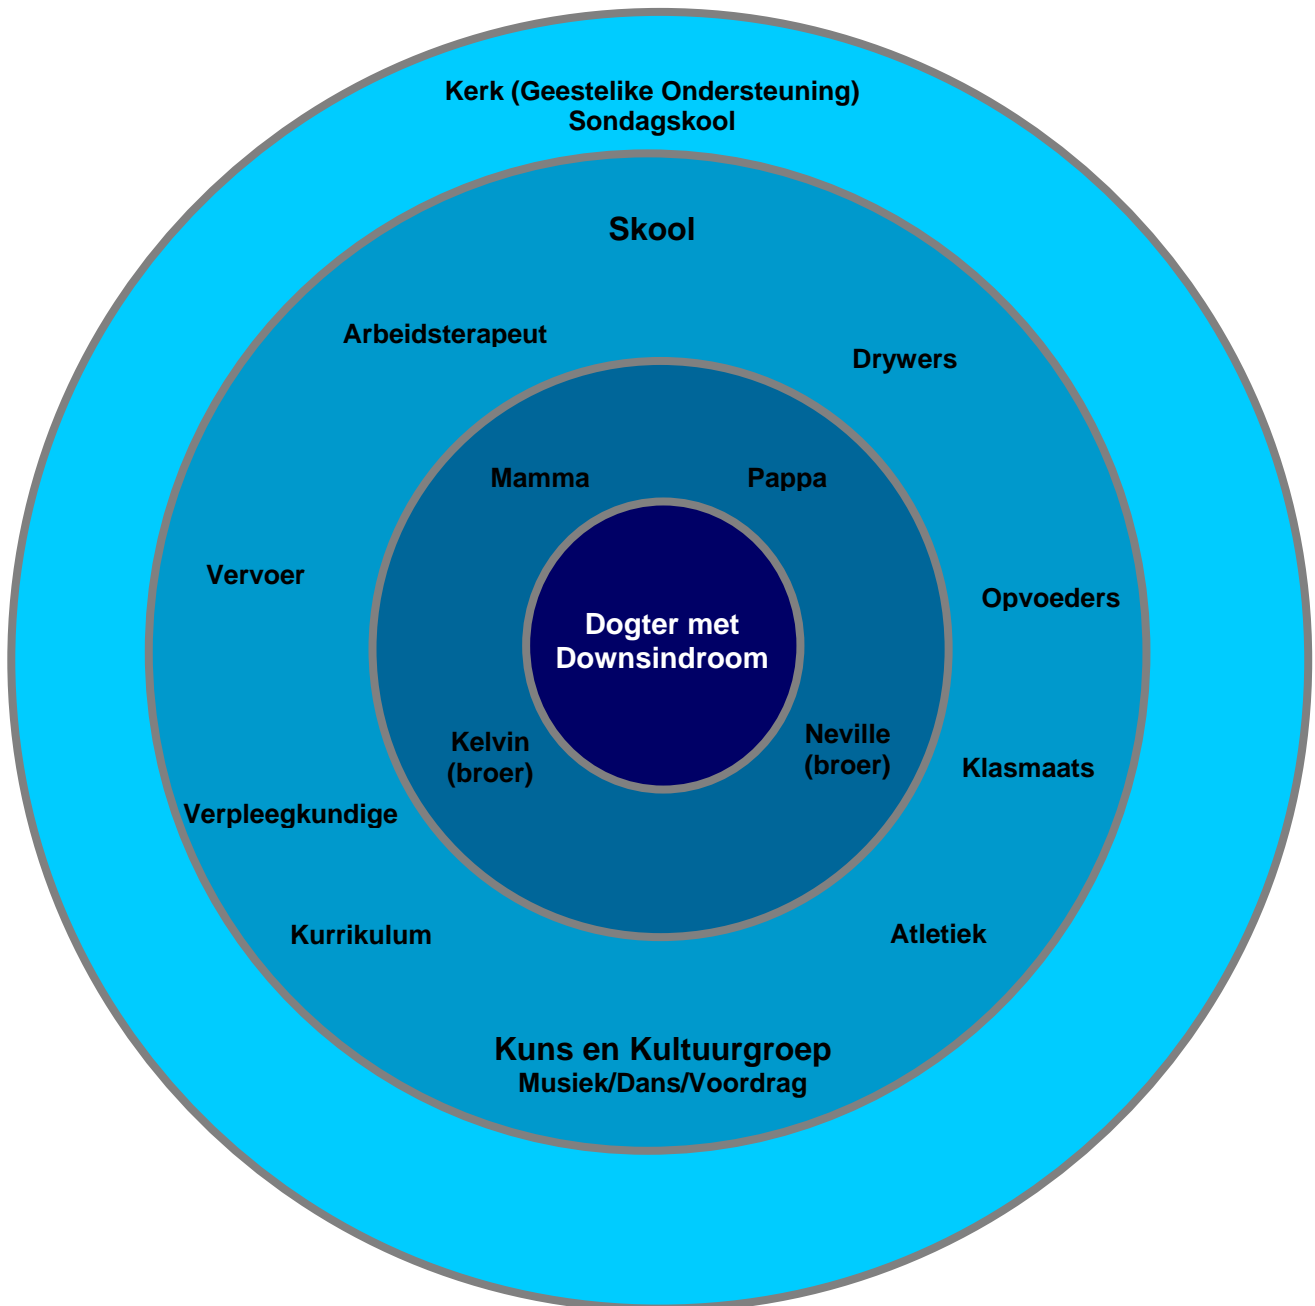 Kerk (Geestelike Ondersteuning)
Sondagskool
Skool
Arbeidsterapeut
Drywers
Mamma
Pappa
Vervoer
Opvoeders
Dogter met
Downsindroom
Kelvin
(broer)
Neville
(broer)
Klasmaats
Verpleegkundige
Kurrikulum
Atletiek
Kuns en Kultuurgroep
Musiek/Dans/Voordrag